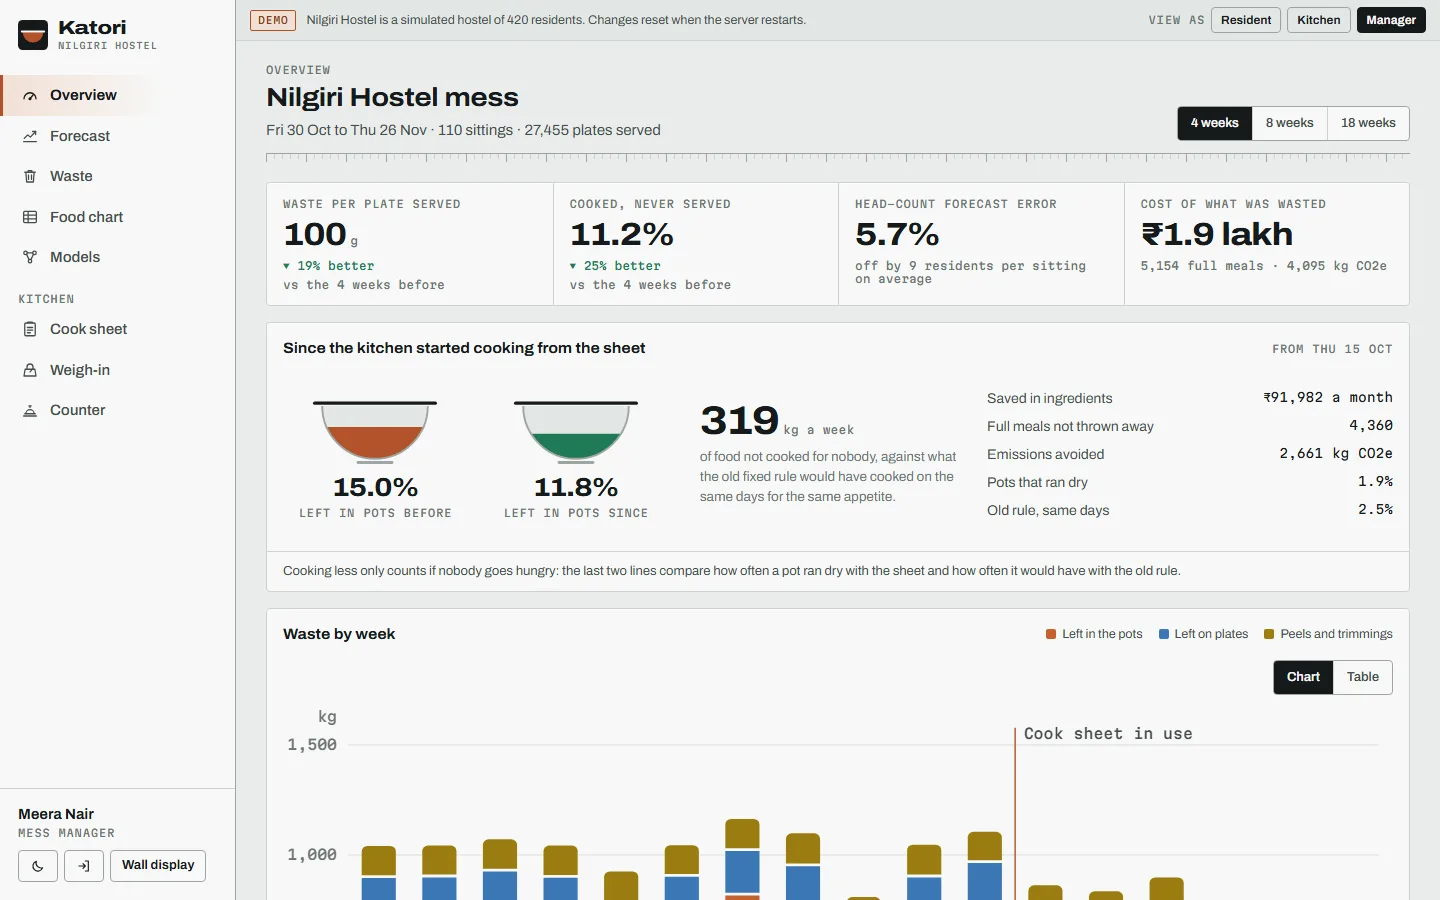 Katori
NILGIRI HOSTEL
Overview
Forecast
Waste
Food chart
Models
KITCHEN
Cook sheet
Weigh-in
Counter
Meera Nair
MESS MANAGER
Wall display
DEMO Nilgiri Hostel is a simulated hostel of 420 residents. Changes reset when the server restarts.
VIEW AS Resident Kitchen Manager
OVERVIEW
Nilgiri Hostel mess
Fri 30 Oct to Thu 26 Nov · 110 sittings · 27,455 plates served
4 weeks 8 weeks 18 weeks
WASTE PER PLATE SERVED
100 g
▼ 19% better
vs the 4 weeks before
COOKED, NEVER SERVED
11.2%
▼ 25% better
vs the 4 weeks before
HEAD-COUNT FORECAST ERROR
5.7%
off by 9 residents per sitting
on average
COST OF WHAT WAS WASTED
₹1.9 lakh
5,154 full meals · 4,095 kg CO2e
Since the kitchen started cooking from the sheet
FROM THU 15 OCT
15.0%
LEFT IN POTS BEFORE
11.8%
LEFT IN POTS SINCE
319 kg a week
of food not cooked for nobody, against what
the old fixed rule would have cooked on the
same days for the same appetite.
Saved in ingredients ₹91,982 a month
Full meals not thrown away 4,360
Emissions avoided 2,661 kg CO2e
Pots that ran dry 1.9%
Old rule, same days 2.5%
Cooking less only counts if nobody goes hungry: the last two lines compare how often a pot ran dry with the sheet and how often it would have with the old rule.
Waste by week
Left in the pots Left on plates Peels and trimmings
Chart Table
kg
1,500
Cook sheet in use
1,000